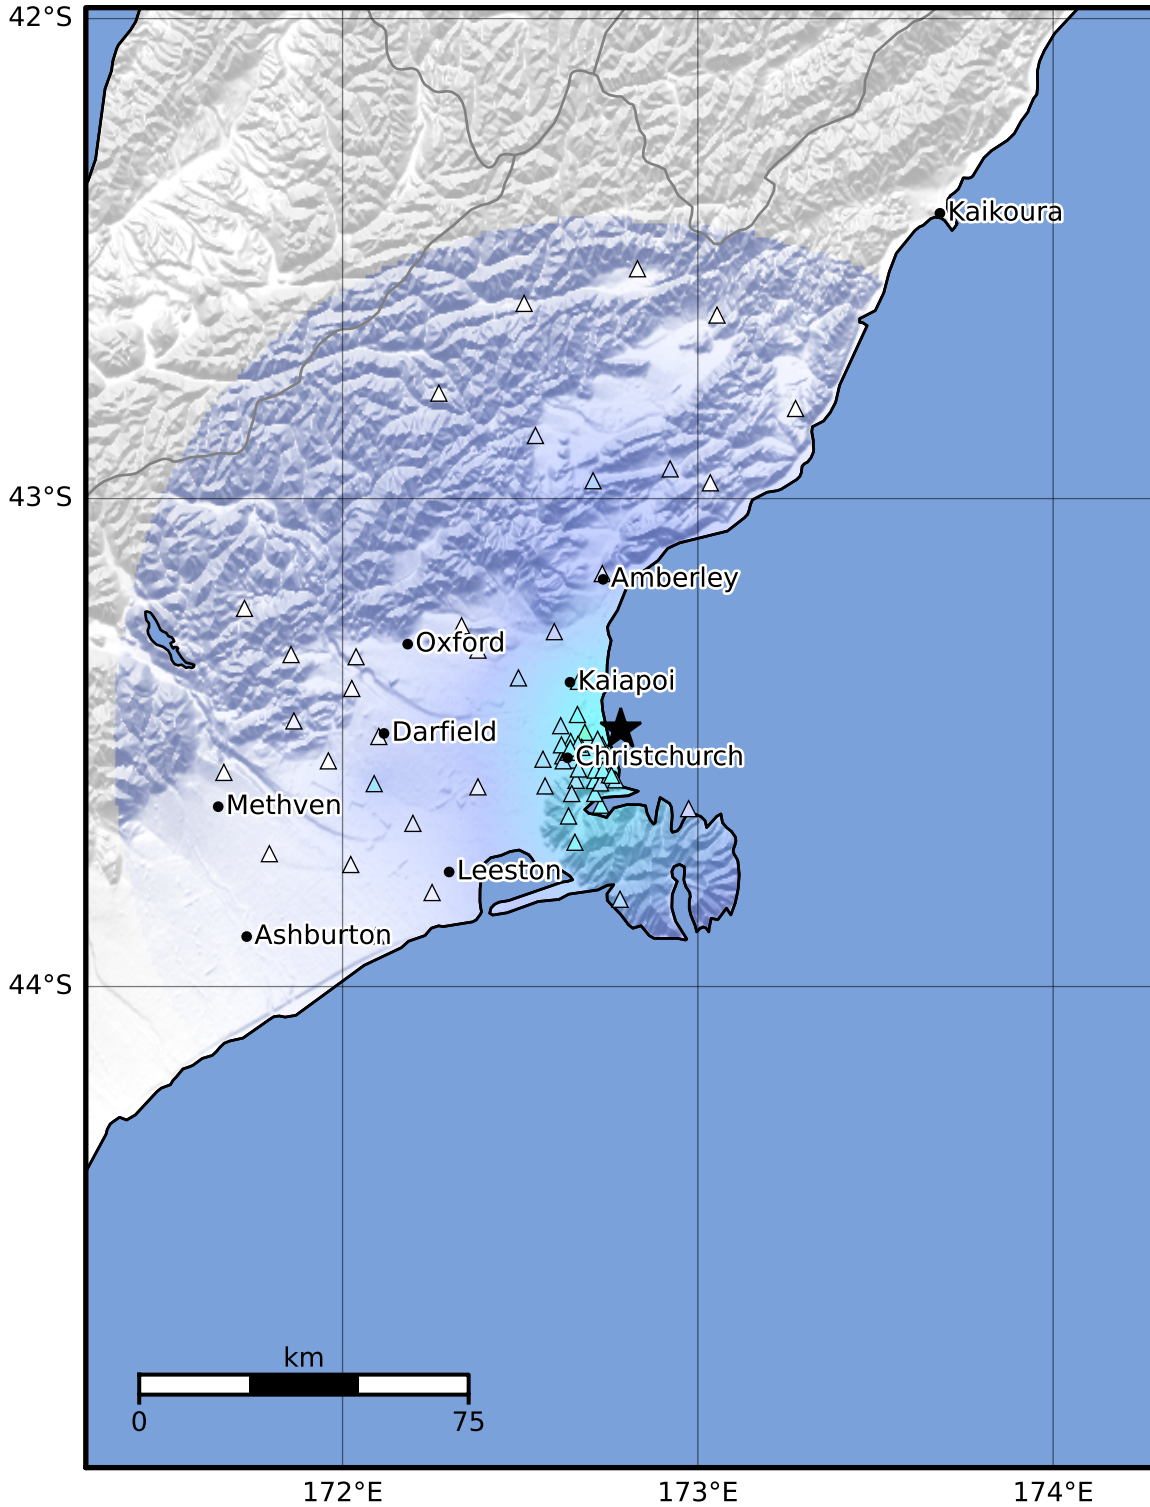 42°S
Kaikoura
43°S
Amberley
Oxford
Kaiapoi
Darfield
Christchurch
Methven
Leeston
Ashburton
44°S
km
0 75
172°E 173°E 174°E